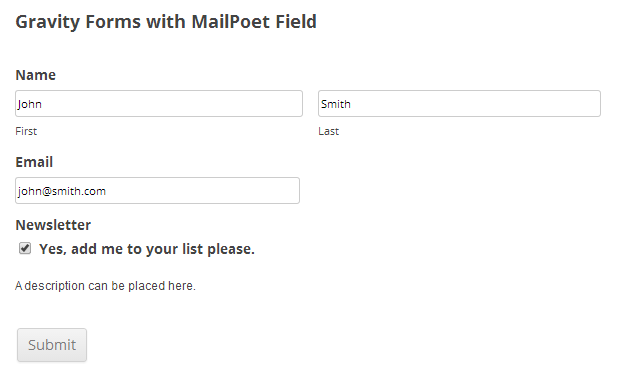 Gravity Forms with MailPoet Field
Name
John Smith
First Last
Email
john@smith.com
Newsletter
Yes, add me to your list please.
A description can be placed here.
Submit